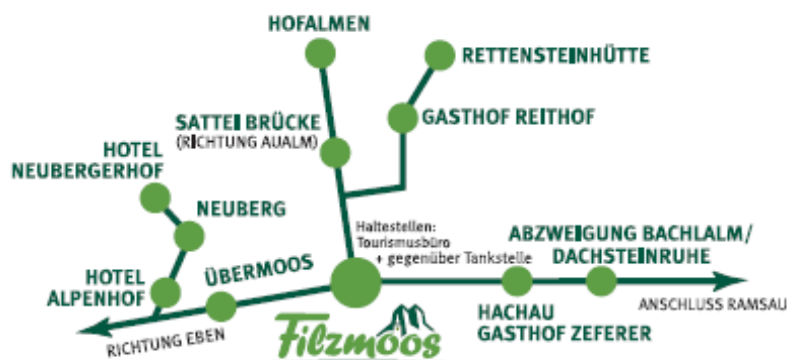 HOFALMEN
RETTENSTEINHÜTTE
SATTEI BRÜCKE
(RICHTUNG AUALM)
GASTHOF REITHOF
HOTEL
NEUBERGERHOF
NEUBERG
Haltestellen:
Tourismusbüro
+ gegenüber Tankstelle
ABZWEIGUNG BACHLALM/
DACHSTEINRUHE
HOTEL
ALPENHOF
ÜBERMOOS
RICHTUNG EBEN
Filzmoos
HACHAU
GASTHOF ZEFERER
ANSCHLUSS RAMSAU